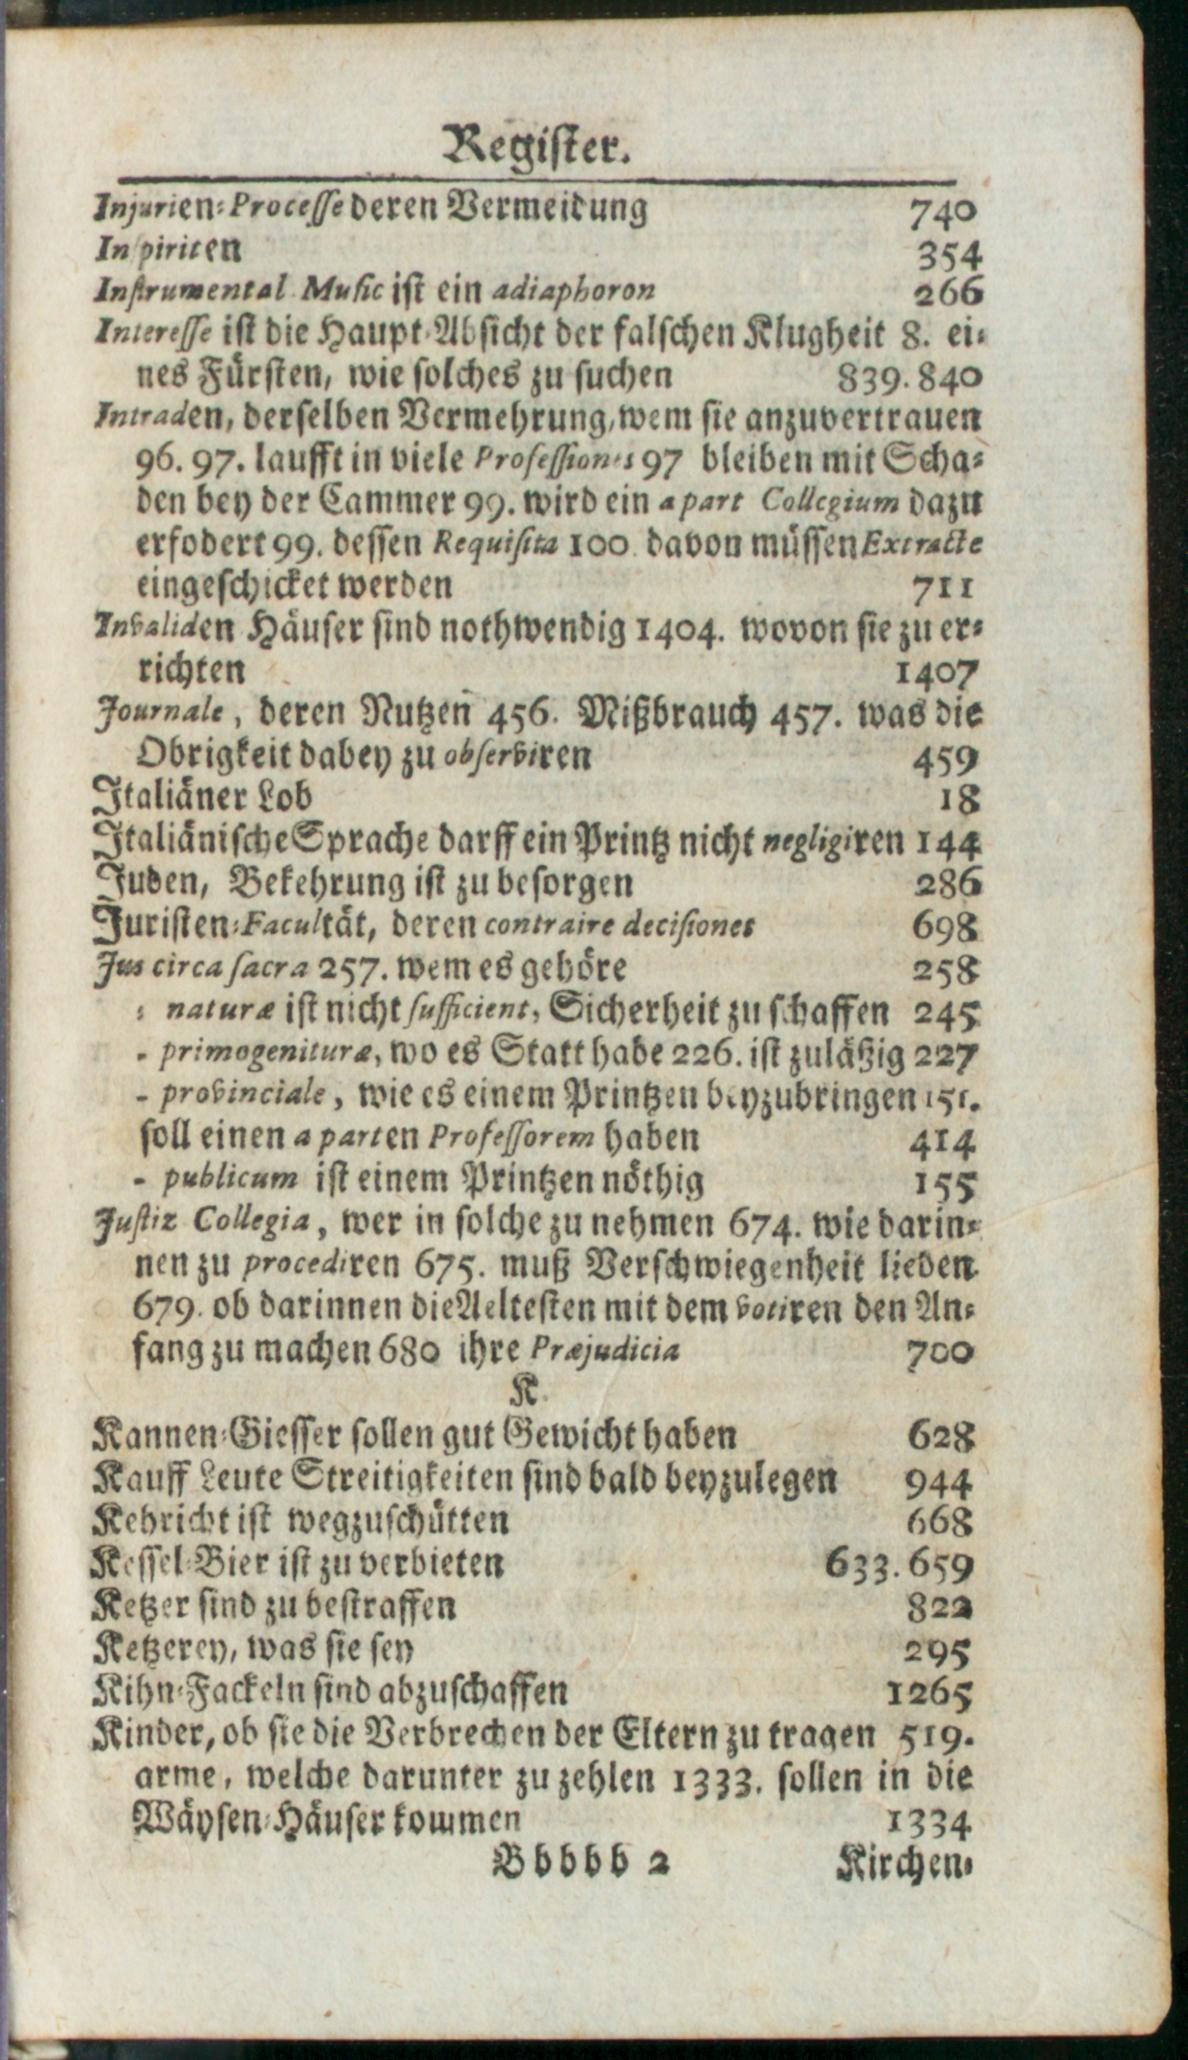 Register.
Injurien-Processe deren Vermeidung 740
Inspiriten 354
Instrumental Music ist ein adiaphoron 266
Interesse ist die Haupt-Absicht der falschen Klugheit 8. ei-
nes Fürsten, wie solches zu suchen 839. 840
Intraden, derselben Vermehrung, wem sie anzuvertrauen
96. 97. laufft in viele Professiones 97 bleiben mit Scha-
den bey der Cammer 99. wird ein a part Collegium dazu
erfodert 99. dessen Requisita 100 davon müssen Extracte
eingeschicket werden 711
Invaliden Häuser sind nothwendig 1404. wovon sie zu er-
richten 1407
Journale, deren Nutzen 456. Mißbrauch 457. was die
Obrigkeit dabey zu observiren 459
Italiäner Lob 18
Italiänische Sprache darff ein Printz nicht negligiren 144
Juden, Bekehrung ist zu besorgen 286
Juristen-Facultät, deren contraire decisiones 698
Jus circa sacra 257. wem es gehöre 258
- naturæ ist nicht sufficient, Sicherheit zu schaffen 245
- primogenituræ, wo es Statt habe 226. ist zuläßig 227
- provinciale, wie es einem Printzen beyzubringen 151.
soll einen a parten Professorem haben 414
- publicum ist einem Printzen nöthig 155
Justiz Collegia, wer in solche zu nehmen 674. wie darin-
nen zu procediren 675. muß Verschwiegenheit lieden
679. ob darinnen die Aeltesten mit dem votiren den An-
fang zu machen 680 ihre Præjudicia 700
K
Kannen-Giesser sollen gut Gewicht haben 628
Kauff Leute Streitigkeiten sind bald beyzulegen 944
Kehricht ist wegzuschütten 668
Kessel-Bier ist zu verbieten 633. 659
Ketzer sind zu bestraffen 822
Ketzerey, was sie sey 295
Kihn-Fackeln sind abzuschaffen 1265
Kinder, ob sie die Verbrechen der Eltern zu tragen 519.
arme, welche darunter zu zehlen 1333. sollen in die
Wäysen-Häuser kommen 1334
Bbbbb 2 Kirchen-